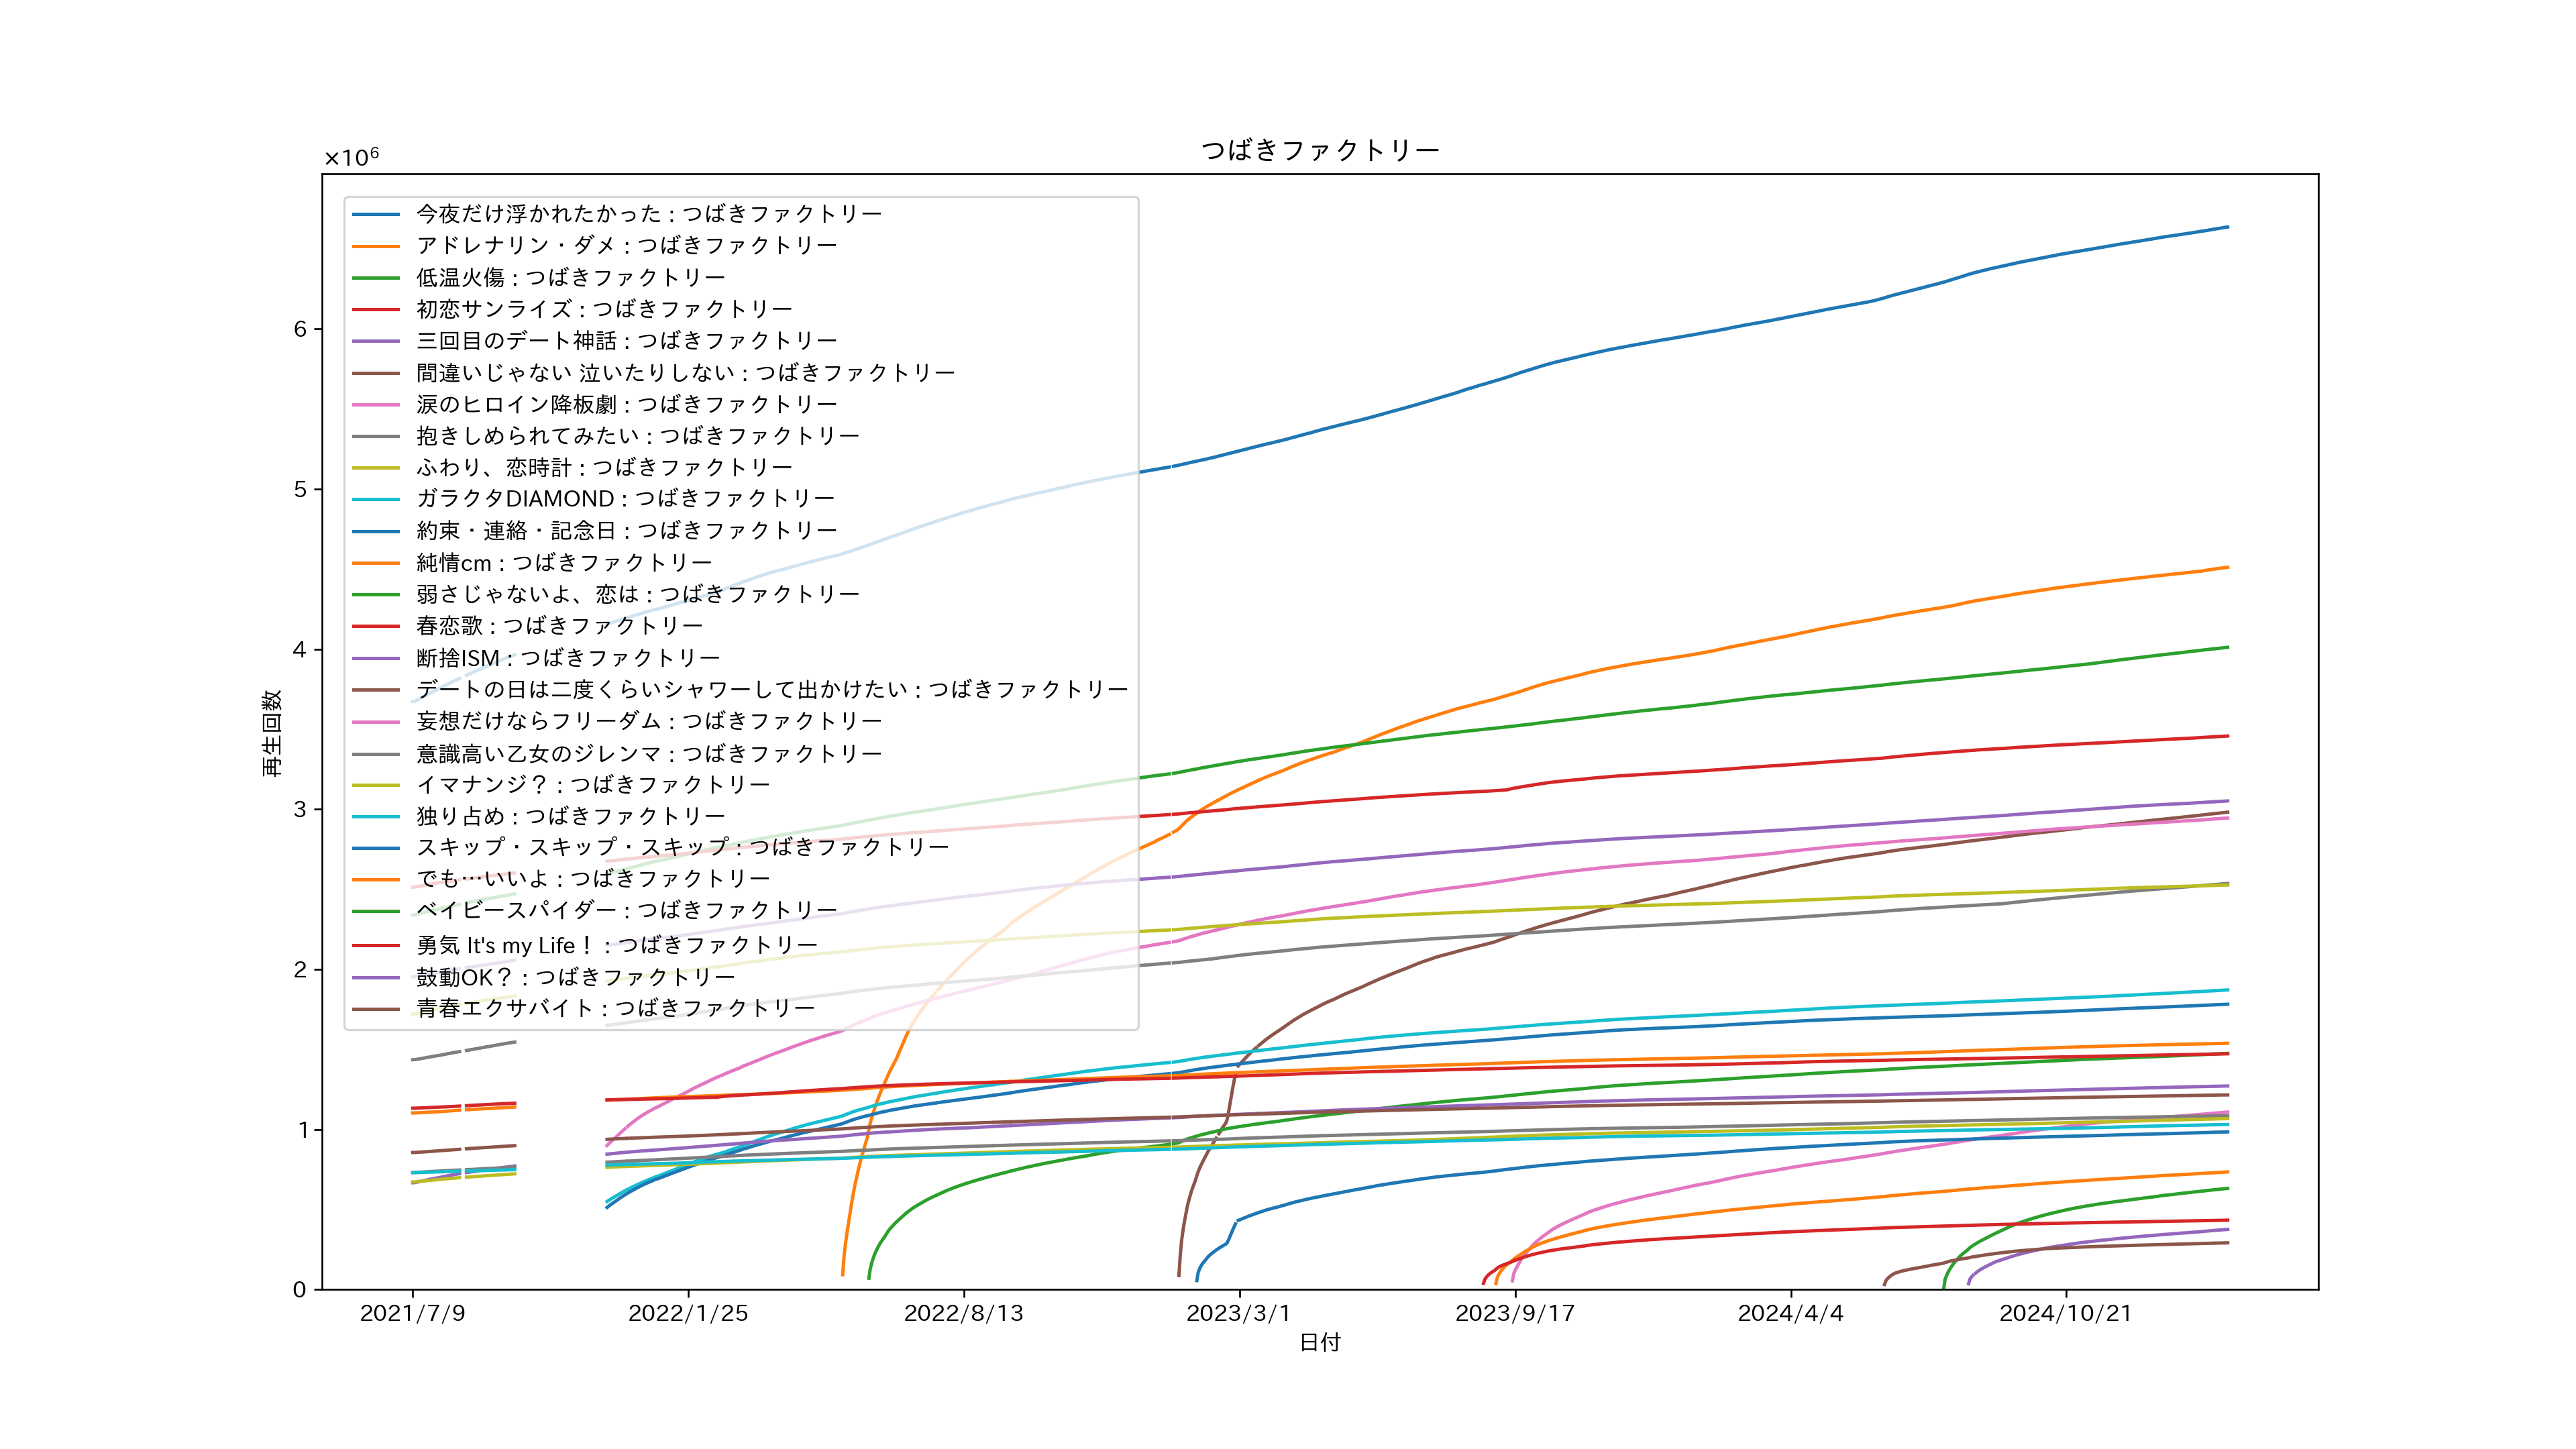 つばきファクトリー
×10⁶
今夜だけ浮かれたかった : つばきファクトリー
アドレナリン・ダメ : つばきファクトリー
低温火傷 : つばきファクトリー
初恋サンライズ : つばきファクトリー
三回目のデート神話 : つばきファクトリー
間違いじゃない 泣いたりしない : つばきファクトリー
涙のヒロイン降板劇 : つばきファクトリー
抱きしめられてみたい : つばきファクトリー
ふわり、恋時計 : つばきファクトリー
ガラクタDIAMOND : つばきファクトリー
約束・連絡・記念日 : つばきファクトリー
純情cm : つばきファクトリー
弱さじゃないよ、恋は : つばきファクトリー
春恋歌 : つばきファクトリー
断捨ISM : つばきファクトリー
デートの日は二度くらいシャワーして出かけたい : つばきファクトリー
妄想だけならフリーダム : つばきファクトリー
意識高い乙女のジレンマ : つばきファクトリー
イマナンジ？ : つばきファクトリー
独り占め : つばきファクトリー
スキップ・スキップ・スキップ : つばきファクトリー
でも…いいよ : つばきファクトリー
ベイビースパイダー : つばきファクトリー
勇気 It's my Life！ : つばきファクトリー
鼓動OK？ : つばきファクトリー
青春エクサバイト : つばきファクトリー
再生回数
6
5
4
3
2
1
0
2021/7/9
2022/1/25
2022/8/13
2023/3/1
2023/9/17
2024/4/4
2024/10/21
日付